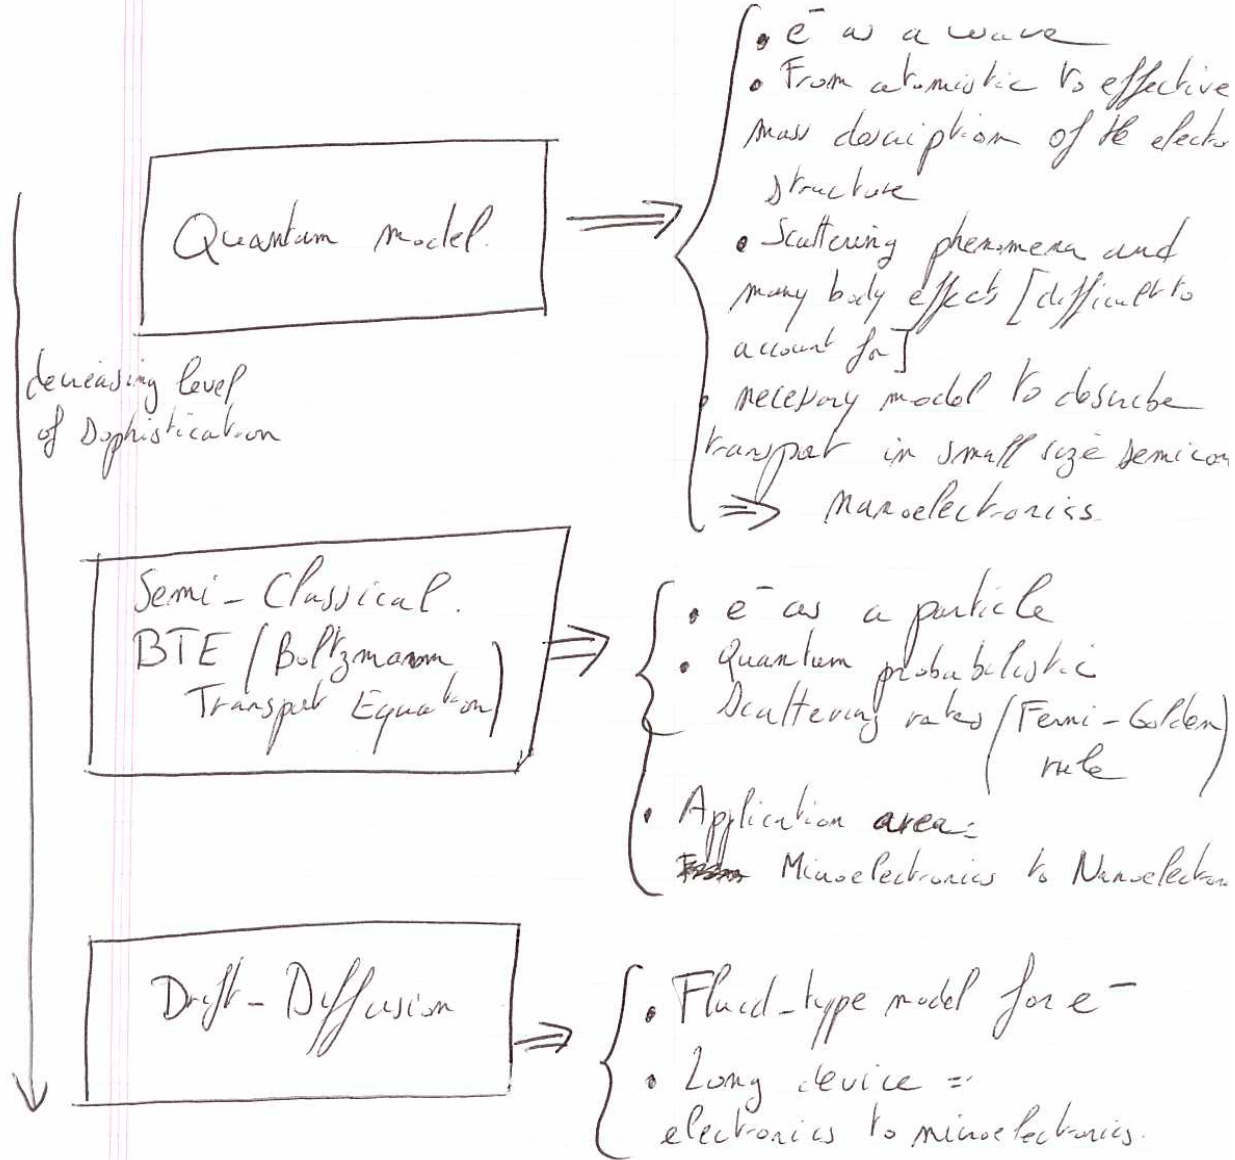 Quantum model.
• e⁻ as a wave
• From atomistic to effective
mass description of the electro
structure
• Scattering phenomena and
many body effects [difficult to
account for]
• necessary model to describe
transport in small size semicon
⇒ Nanoelectronics
decreasing level
of Sophistication
Semi-Classical.
BTE (Boltzmann
Transport Equation)
• e⁻ as a particle
• Quantum probabilistic
Scattering rates (Fermi-Golden
rule)
• Application area:
Microelectronics to Nanoelectron
Drift-Diffusion
• Fluid-type model for e⁻
• Long device =
electronics to microelectronics.